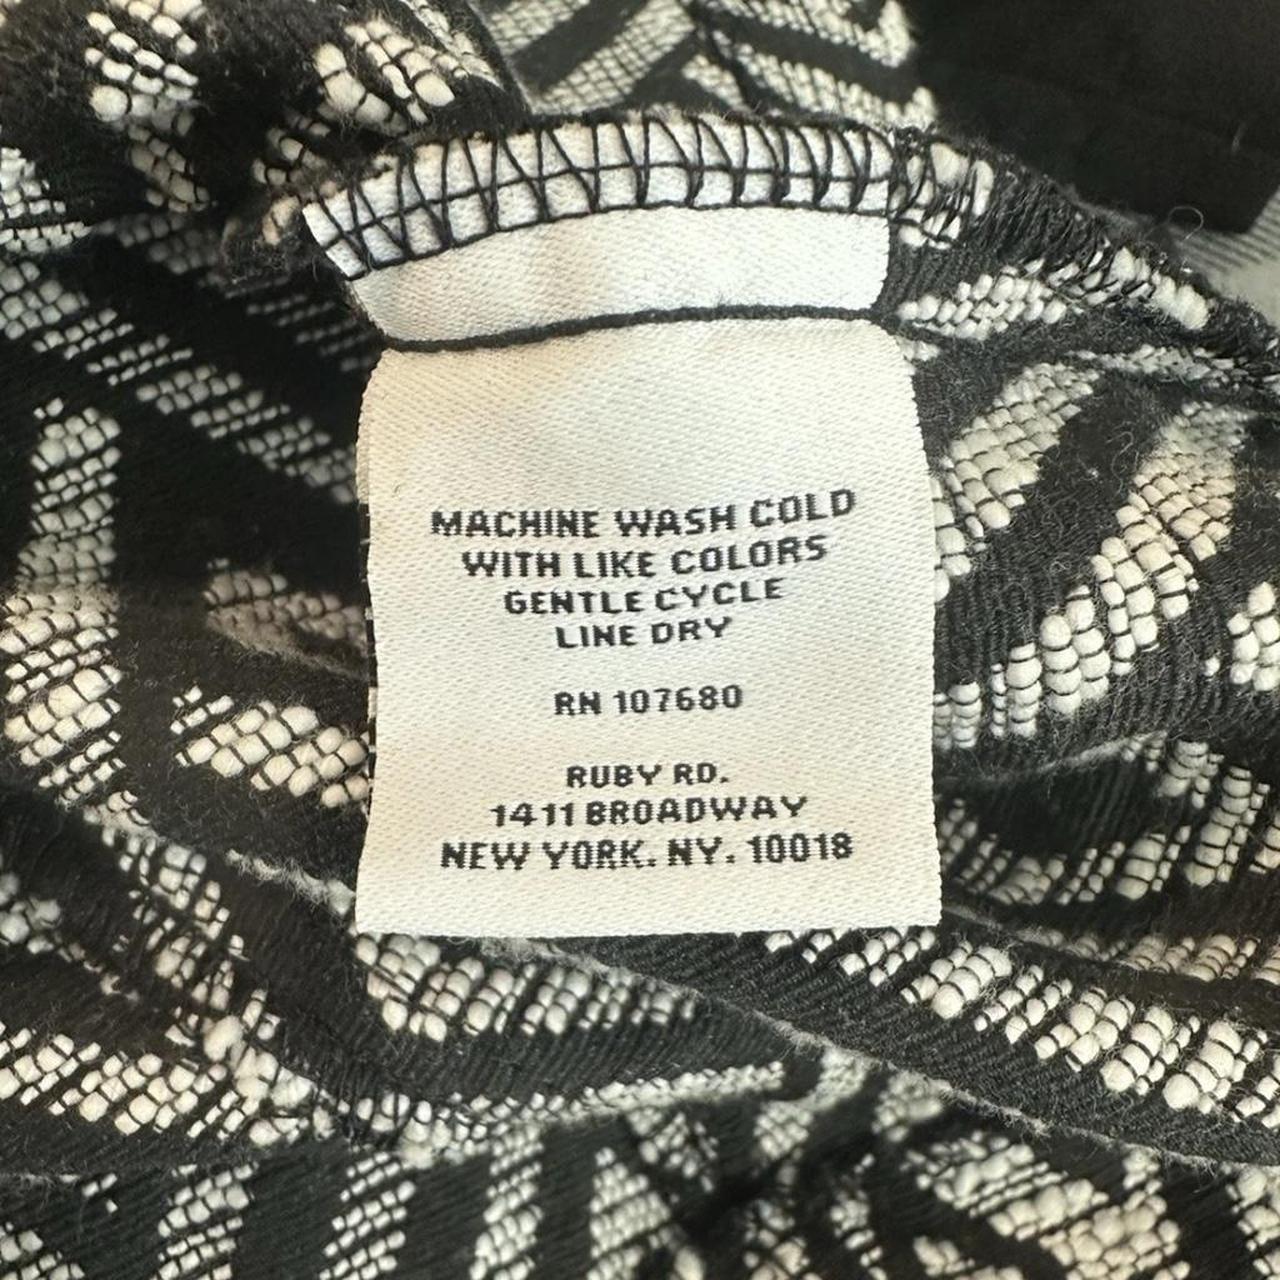 MACHINE WASH COLD
WITH LIKE COLORS
GENTLE CYCLE
LINE DRY
RN 107680
RUBY RD.
1411 BROADWAY
NEW YORK. NY. 10018